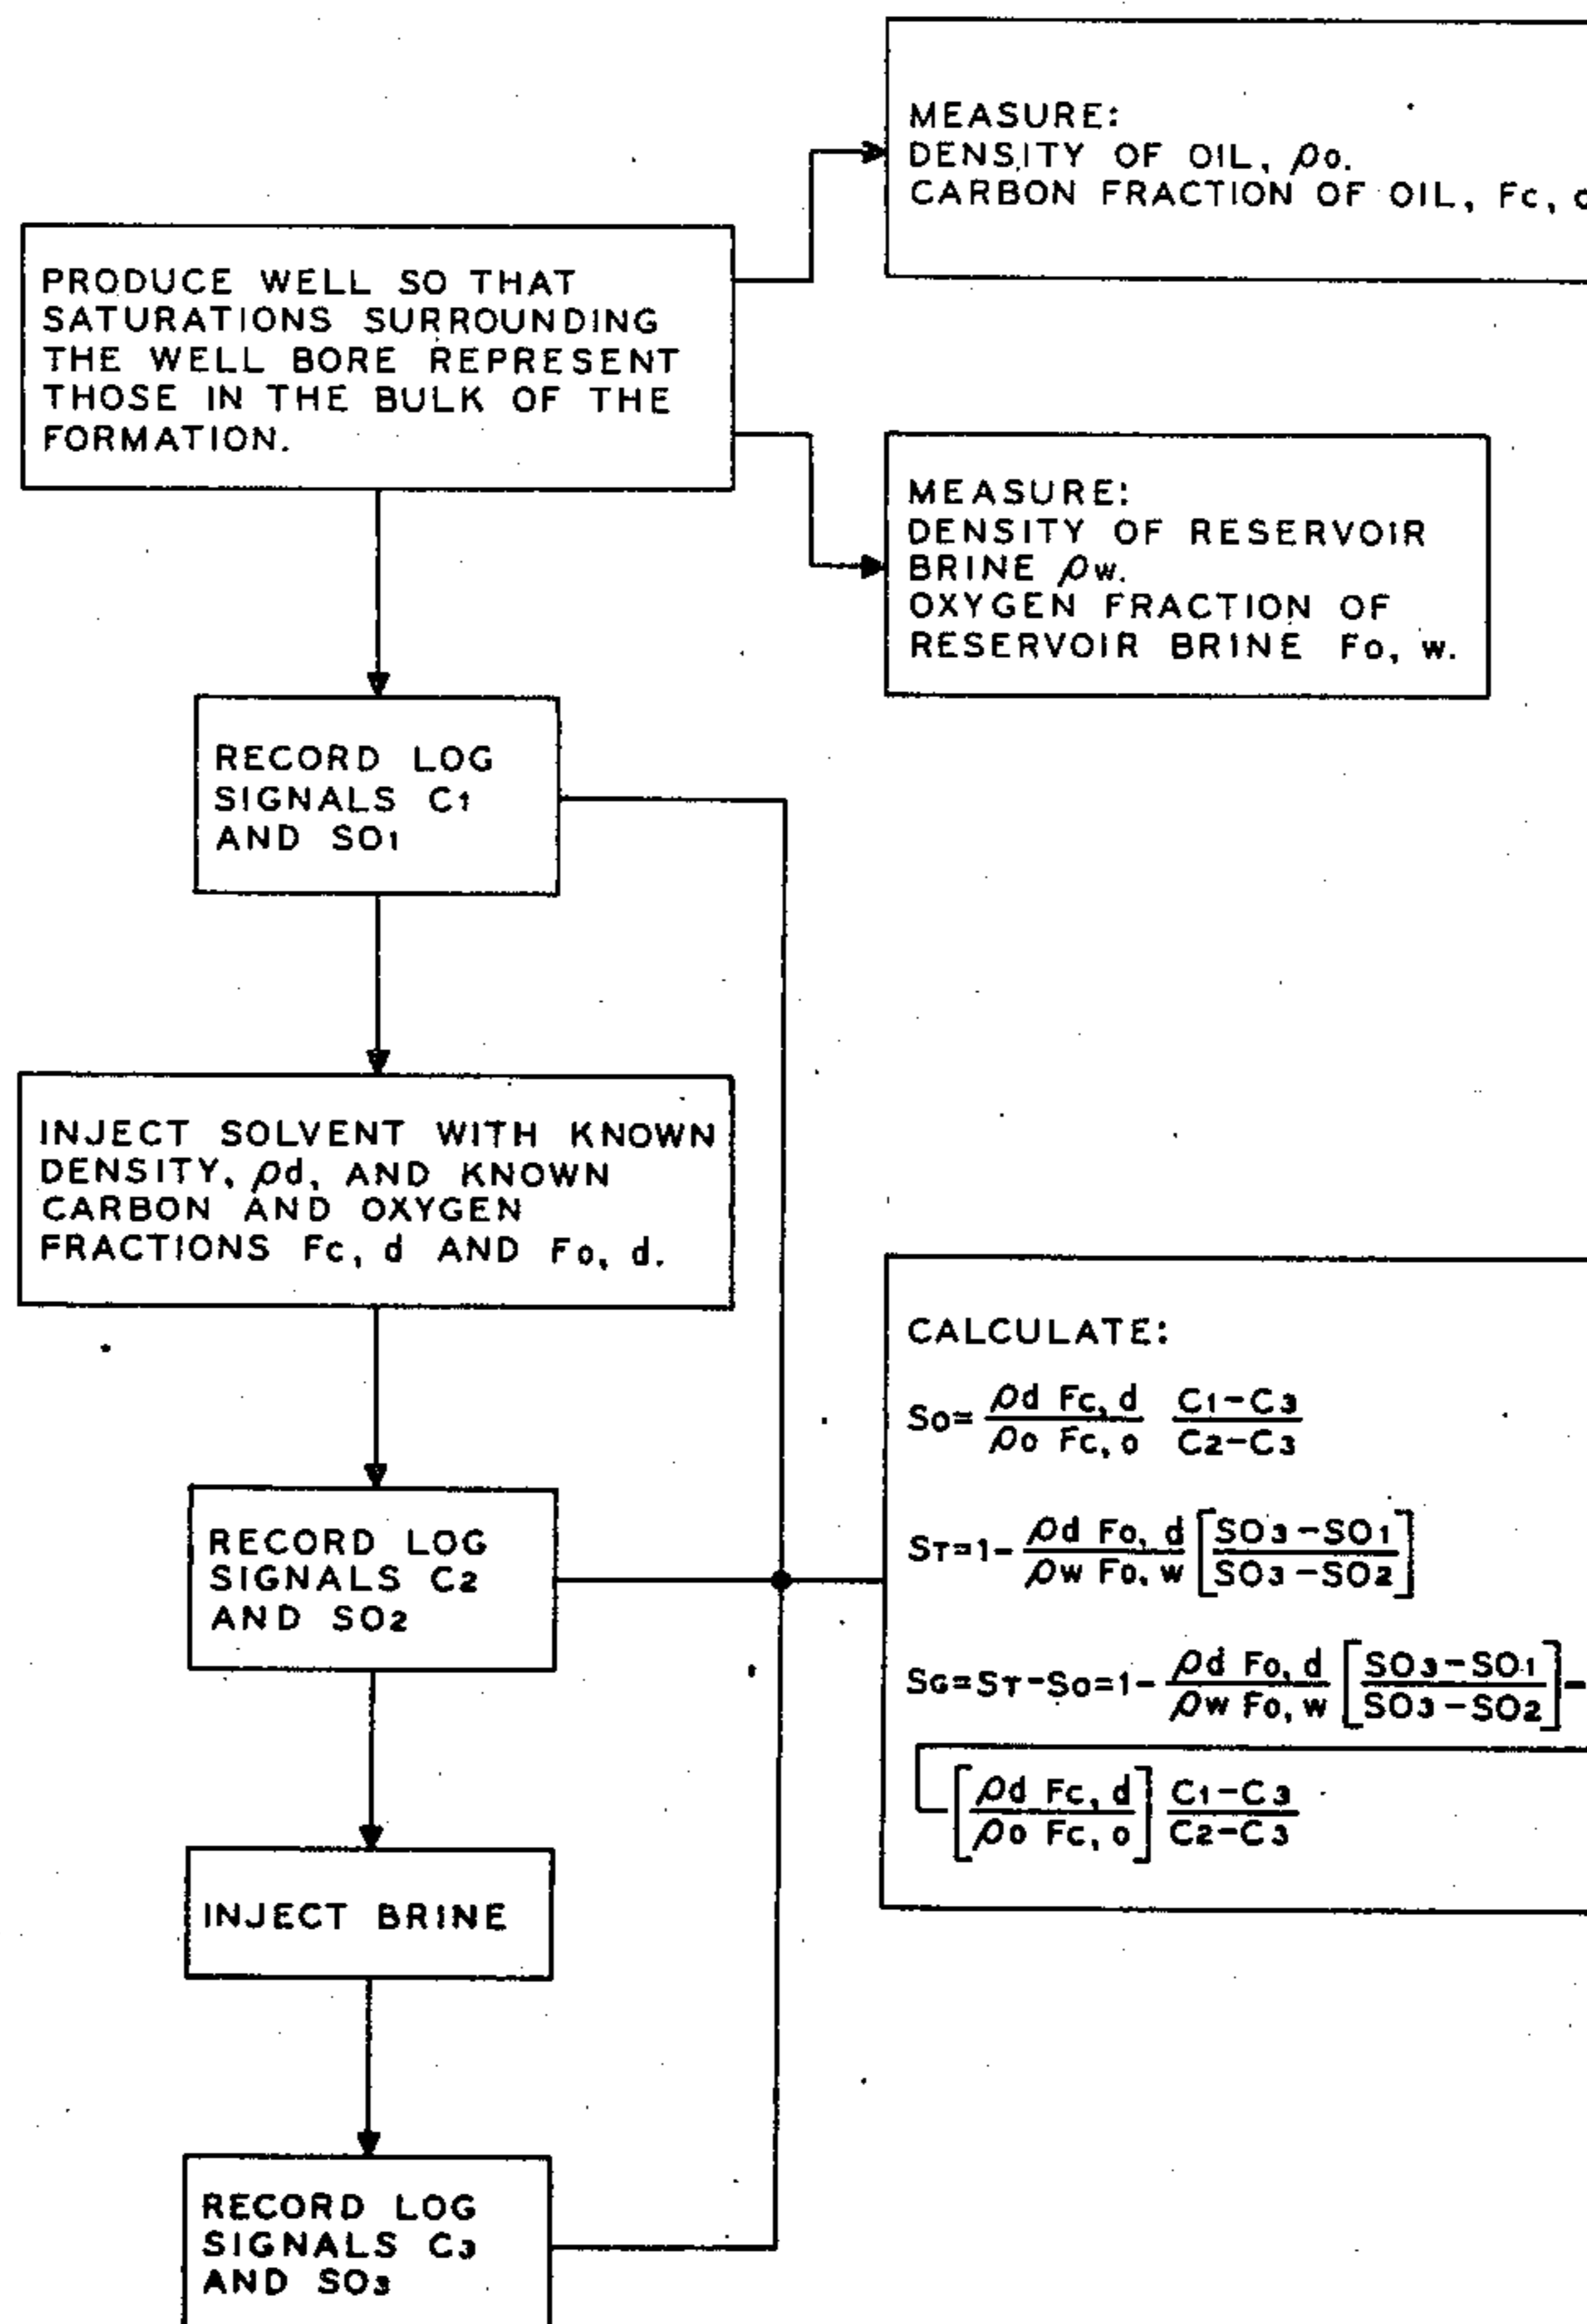 MEASURE:
DENSITY OF OIL, ρo.
CARBON FRACTION OF OIL, Fc,
PRODUCE WELL SO THAT
SATURATIONS SURROUNDING
THE WELL BORE REPRESENT
THOSE IN THE BULK OF THE
FORMATION.
MEASURE:
DENSITY OF RESERVOIR
BRINE ρw.
OXYGEN FRACTION OF
RESERVOIR BRINE Fo, w.
RECORD LOG
SIGNALS C1
AND SO1
INJECT SOLVENT WITH KNOWN
DENSITY, ρd, AND KNOWN
CARBON AND OXYGEN
FRACTIONS Fc, d AND Fo, d.
CALCULATE:
So= ρd Fc, d / ρo Fc, o C1-C3 / C2-C3
ST=1- ρd Fo, d / ρw Fo, w [SO3-SO1 / SO3-SO2]
SG=ST-So=1- ρd Fo, d / ρw Fo, w [SO3-SO1 / SO3-SO2]-
[ρd Fc, d / ρo Fc, o] C1-C3 / C2-C3
RECORD LOG
SIGNALS C2
AND SO2
INJECT BRINE
RECORD LOG
SIGNALS C3
AND SO3